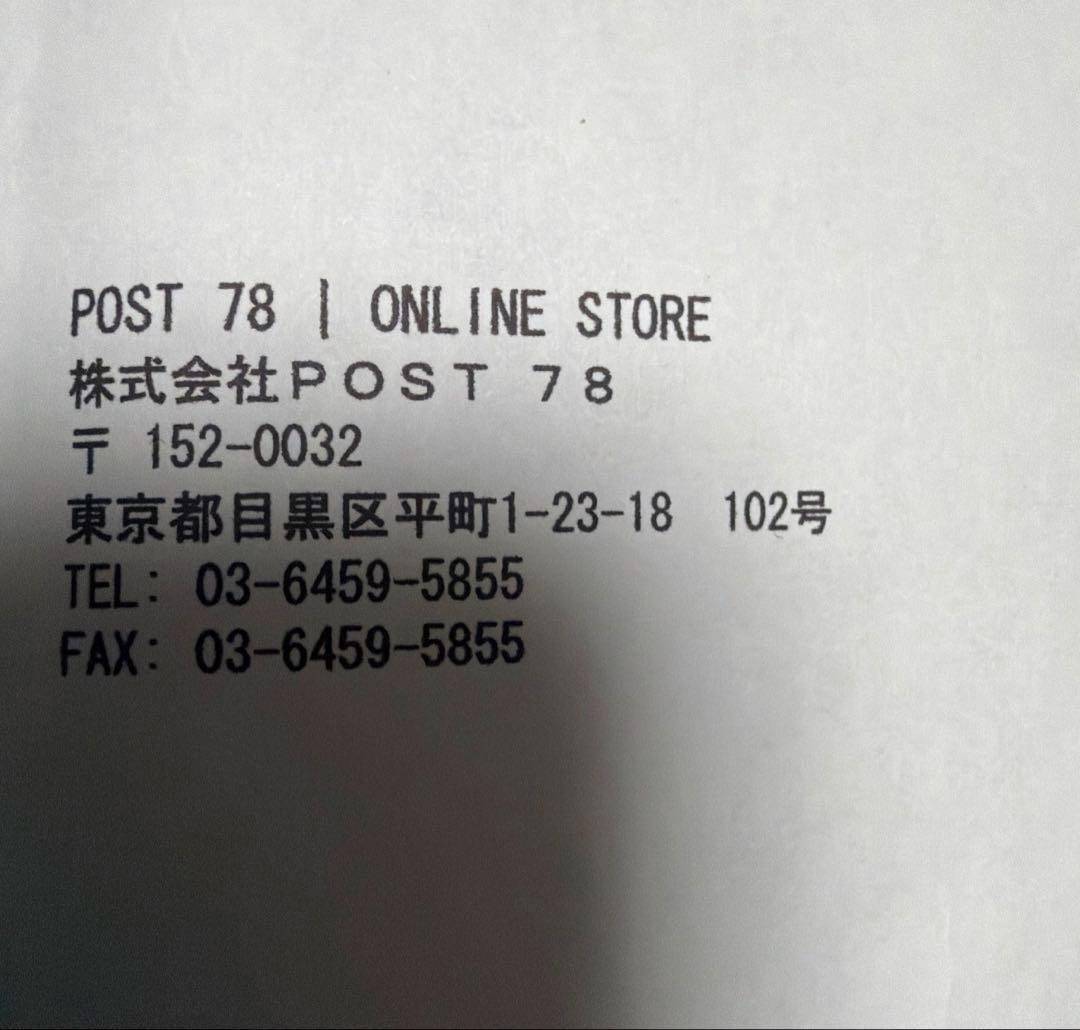 POST 78 | ONLINE STORE
株式会社ＰＯＳＴ ７８
〒 152-0032
東京都目黒区平町1-23-18　102号
TEL: 03-6459-5855
FAX: 03-6459-5855